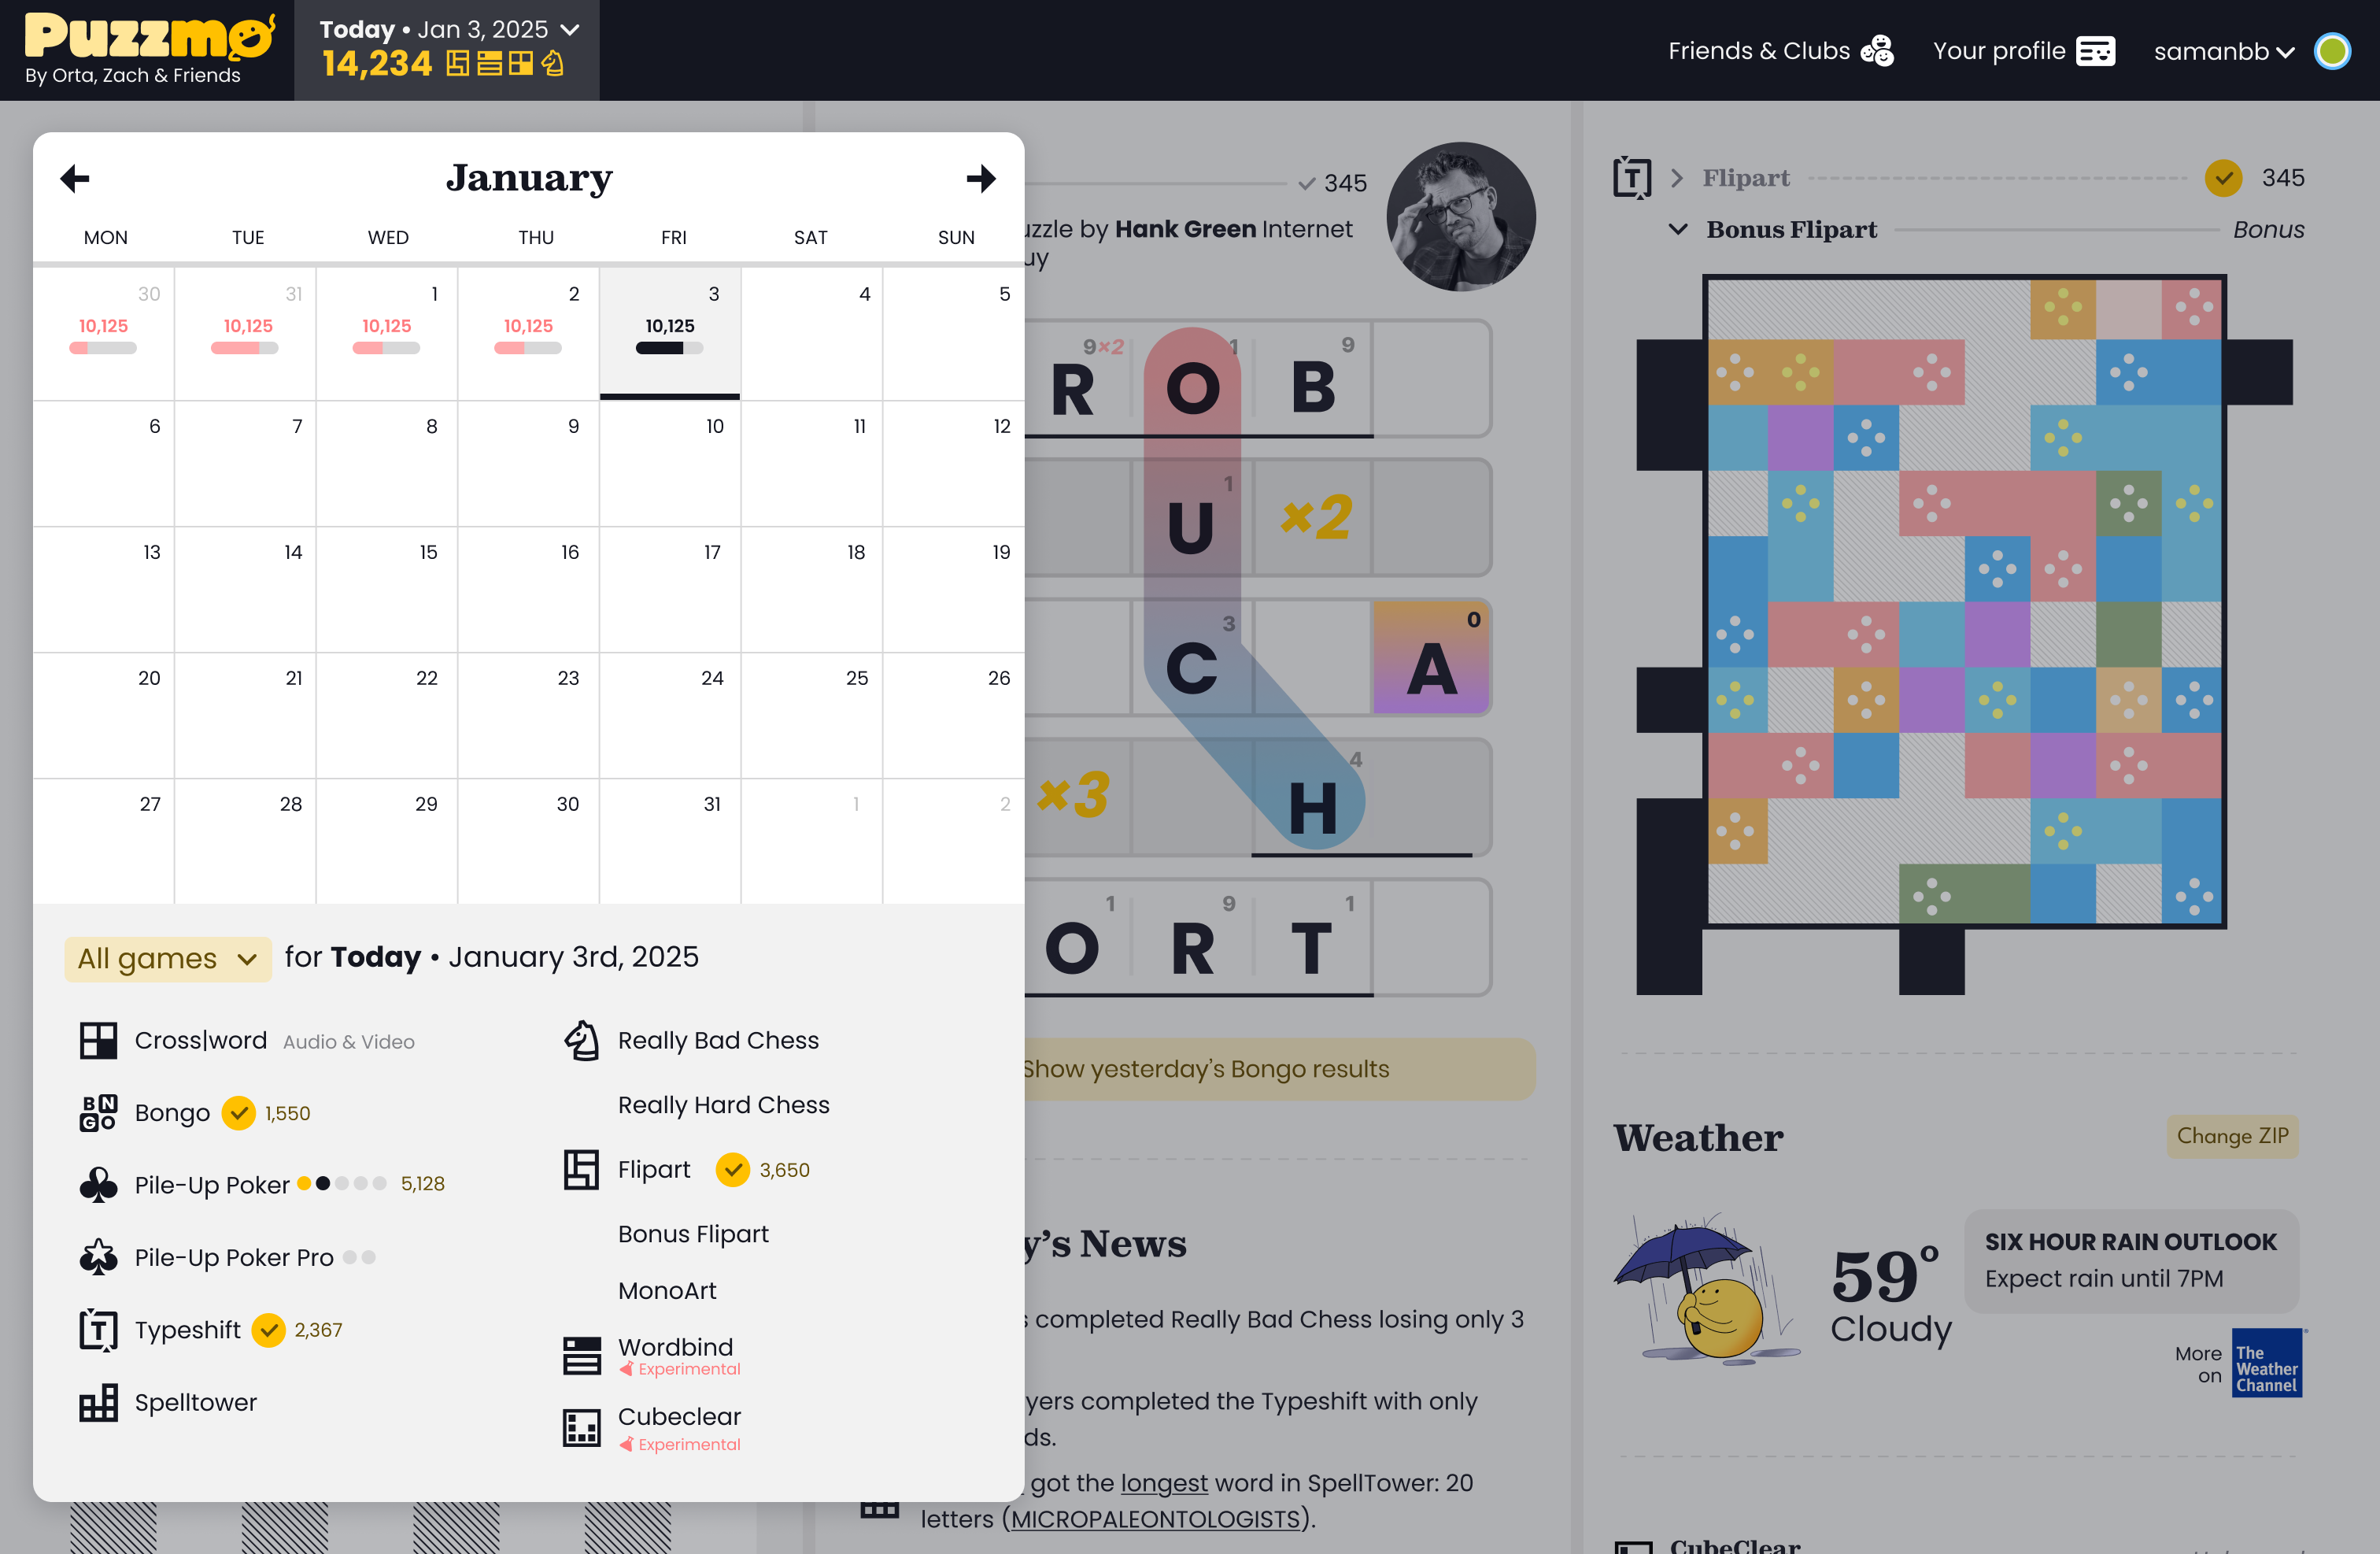 Puzzmo
By Orta, Zach & Friends
Today • Jan 3, 2025
14,234
Friends & Clubs
Your profile
samanbb
January
MON TUE WED THU FRI SAT SUN
30 31 1 2 3 4 5
10,125 10,125 10,125 10,125 10,125
6 7 8 9 10 11 12
13 14 15 16 17 18 19
20 21 22 23 24 25 26
27 28 29 30 31 1 2
All games for Today • January 3rd, 2025
Cross|word Audio & Video
BNGO Bongo 1,550
Pile-Up Poker 5,128
Pile-Up Poker Pro
T Typeshift 2,367
Spelltower
Really Bad Chess
Really Hard Chess
Flipart 3,650
Bonus Flipart
MonoArt
Wordbind
Experimental
Cubeclear
Experimental
345
uzzle by Hank Green Internet
uy
R 9×2 O 1 B 9
U 1 ×2
C 3 A 0
×3 H 4
O 1 R 9 T 1
Show yesterday's Bongo results
y's News
s completed Really Bad Chess losing only 3
yers completed the Typeshift with only
ds.
got the longest word in SpellTower: 20
letters (MICROPALEONTOLOGISTS).
T Flipart 345
Bonus Flipart Bonus
Weather
Change ZIP
59°
Cloudy
SIX HOUR RAIN OUTLOOK
Expect rain until 7PM
More
on
The
Weather
Channel
CubeClear